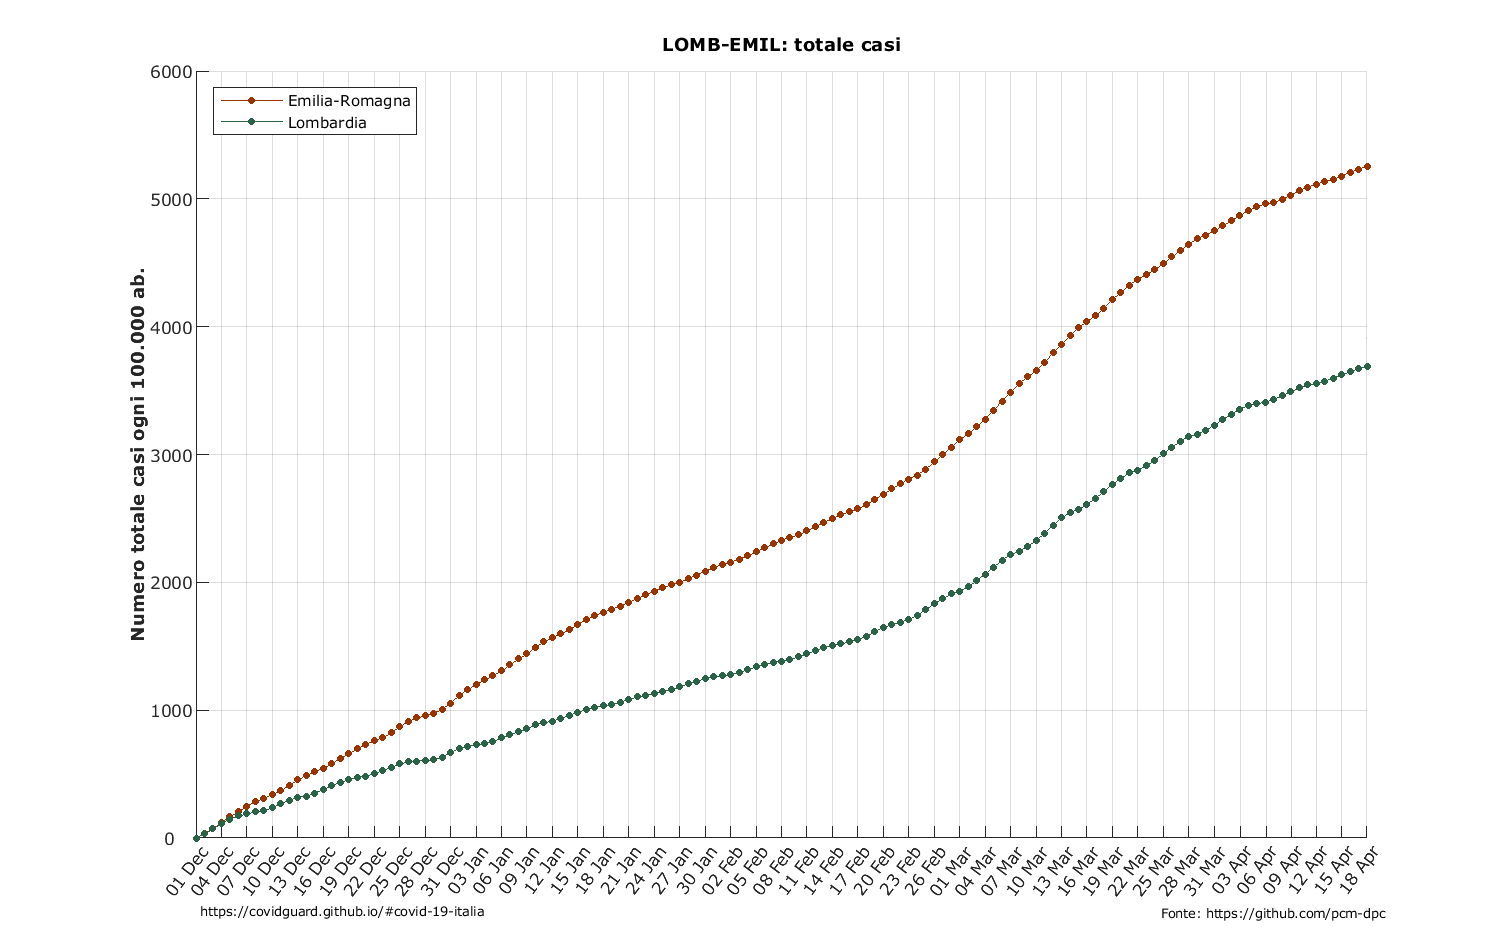 LOMB-EMIL: totale casi
Emilia-Romagna
Lombardia
Numero totale casi ogni 100.000 ab.
6000
5000
4000
3000
2000
1000
0
01 Dec
04 Dec
07 Dec
10 Dec
13 Dec
16 Dec
19 Dec
22 Dec
25 Dec
28 Dec
31 Dec
03 Jan
06 Jan
09 Jan
12 Jan
15 Jan
18 Jan
21 Jan
24 Jan
27 Jan
30 Jan
02 Feb
05 Feb
08 Feb
11 Feb
14 Feb
17 Feb
20 Feb
23 Feb
26 Feb
01 Mar
04 Mar
07 Mar
10 Mar
13 Mar
16 Mar
19 Mar
22 Mar
25 Mar
28 Mar
31 Mar
03 Apr
06 Apr
09 Apr
12 Apr
15 Apr
18 Apr
https://covidguard.github.io/#covid-19-italia
Fonte: https://github.com/pcm-dpc